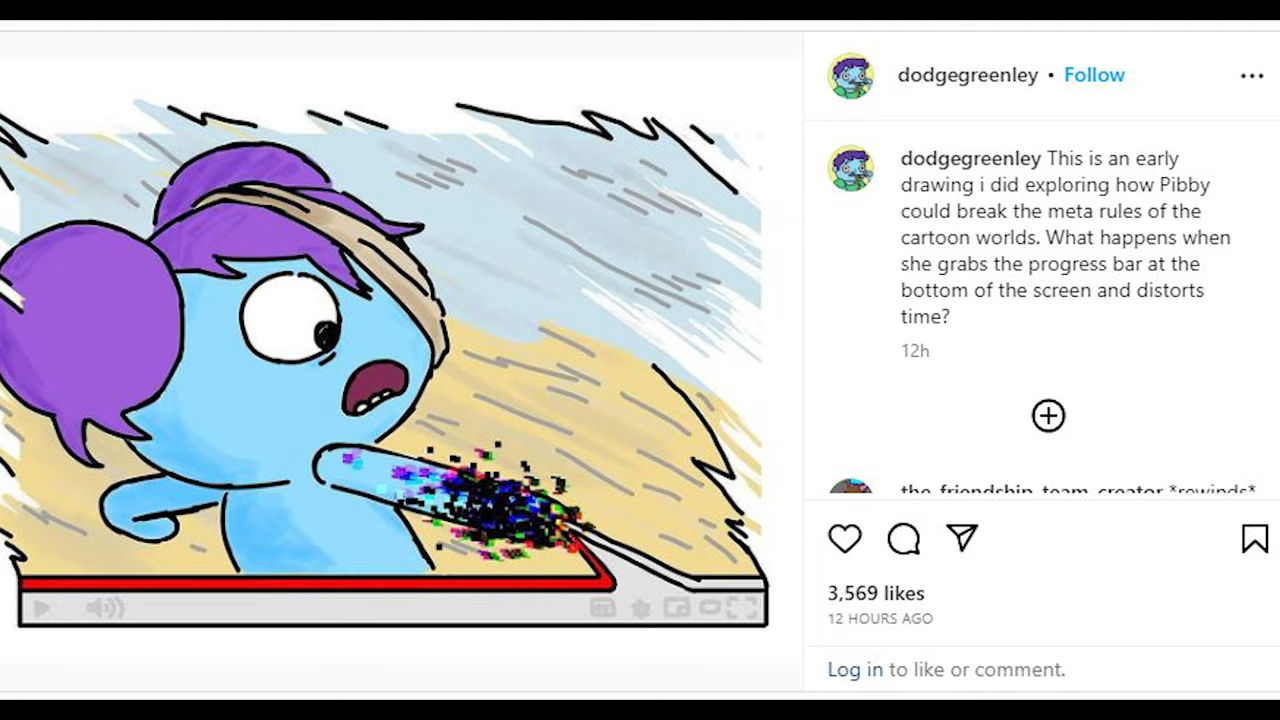 dodgegreenley • Follow
dodgegreenley This is an early
drawing i did exploring how Pibby
could break the meta rules of the
cartoon worlds. What happens when
she grabs the progress bar at the
bottom of the screen and distorts
time?
12h
the_friendship_team_creator *rewinds*
3,569 likes
12 HOURS AGO
Log in to like or comment.